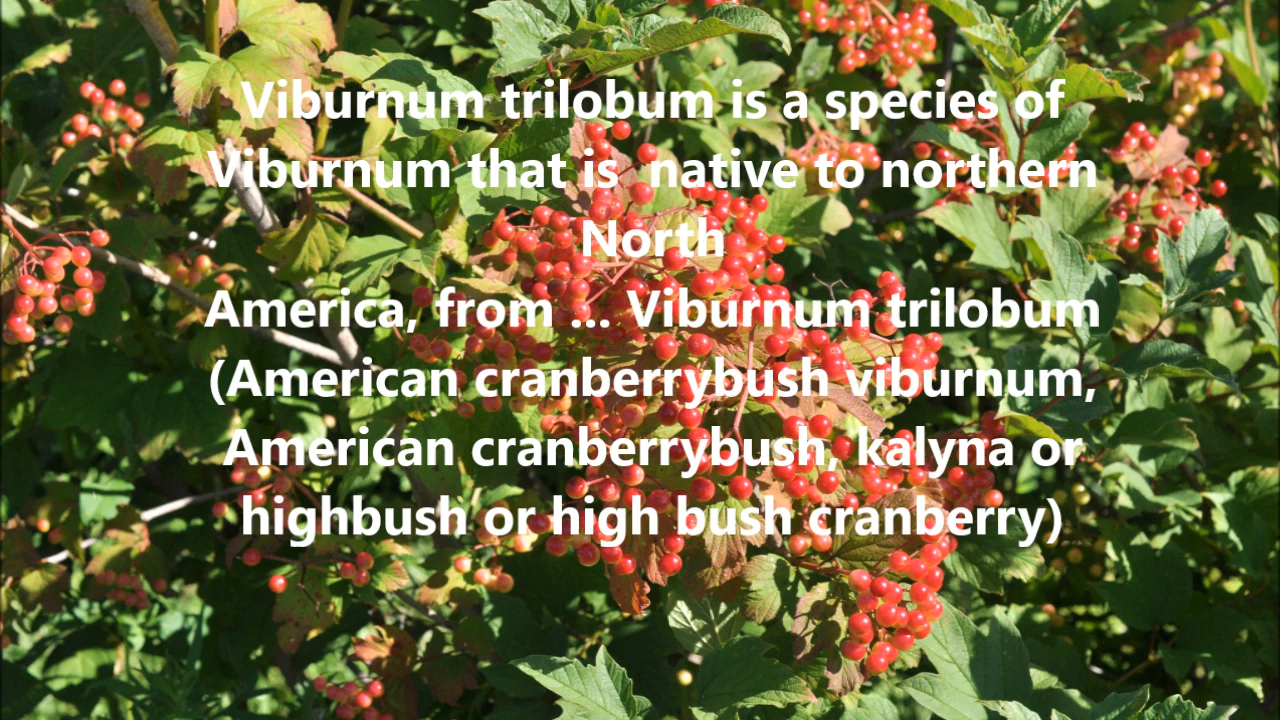 Viburnum trilobum is a species of
Viburnum that is  native to northern
North
America, from ... Viburnum trilobum
(American cranberrybush viburnum,
American cranberrybush, kalyna or
highbush or high bush cranberry)